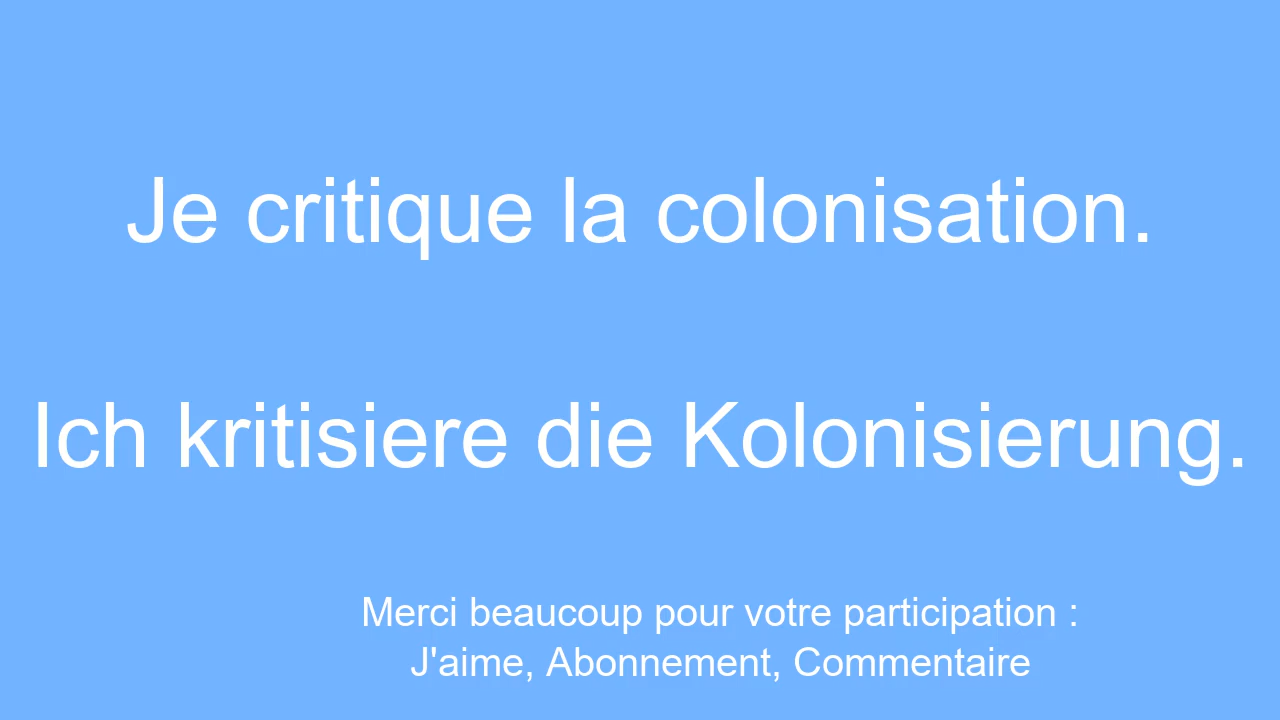 Je critique la colonisation.
Ich kritisiere die Kolonisierung.
Merci beaucoup pour votre participation :
J'aime, Abonnement, Commentaire